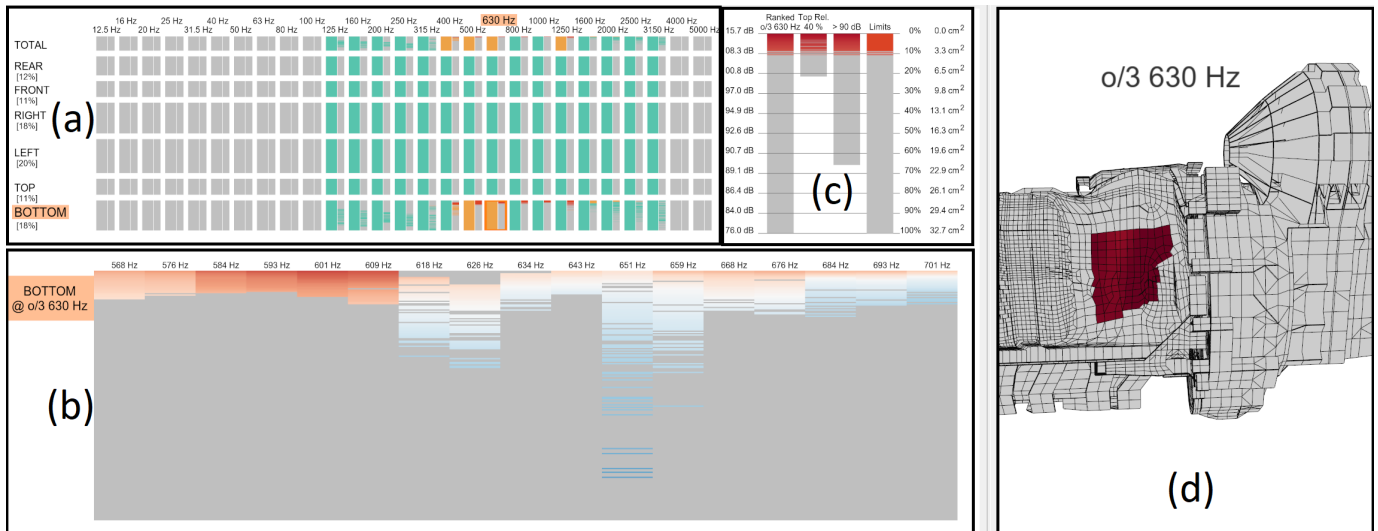 16 Hz 25 Hz 40 Hz 63 Hz 100 Hz 160 Hz 250 Hz 400 Hz 630 Hz 1000 Hz 1600 Hz 2500 Hz 4000 Hz
12.5 Hz 20 Hz 31.5 Hz 50 Hz 80 Hz 125 Hz 200 Hz 315 Hz 500 Hz 800 Hz 1250 Hz 2000 Hz 3150 Hz 5000 Hz
TOTAL
REAR
[12%]
FRONT
[11%]
RIGHT
[18%]
LEFT
[20%]
TOP
[11%]
BOTTOM
[18%]
(a)
Ranked Top Rel.
o/3 630 Hz 40 % > 90 dB Limits
15.7 dB 0% 0.0 cm²
08.3 dB 10% 3.3 cm²
00.8 dB 20% 6.5 cm²
97.0 dB 30% 9.8 cm²
94.9 dB 40% 13.1 cm²
92.6 dB 50% 16.3 cm²
90.7 dB 60% 19.6 cm²
89.1 dB 70% 22.9 cm²
86.4 dB 80% 26.1 cm²
84.0 dB 90% 29.4 cm²
76.0 dB 100% 32.7 cm²
(c)
568 Hz 576 Hz 584 Hz 593 Hz 601 Hz 609 Hz 618 Hz 626 Hz 634 Hz 643 Hz 651 Hz 659 Hz 668 Hz 676 Hz 684 Hz 693 Hz 701 Hz
BOTTOM
@ o/3 630 Hz
(b)
o/3 630 Hz
(d)